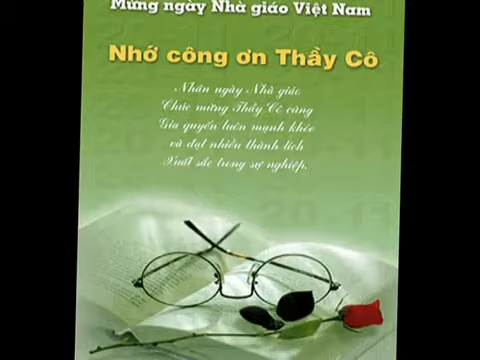 Mừng ngày Nhà giáo Việt Nam
Nhớ công ơn Thầy Cô
Nhân ngày Nhà giáo
Chúc mừng Thầy Cô cùng
Gia quyến luôn mạnh khỏe
và đạt nhiều thành tích
Xuất sắc trong sự nghiệp.